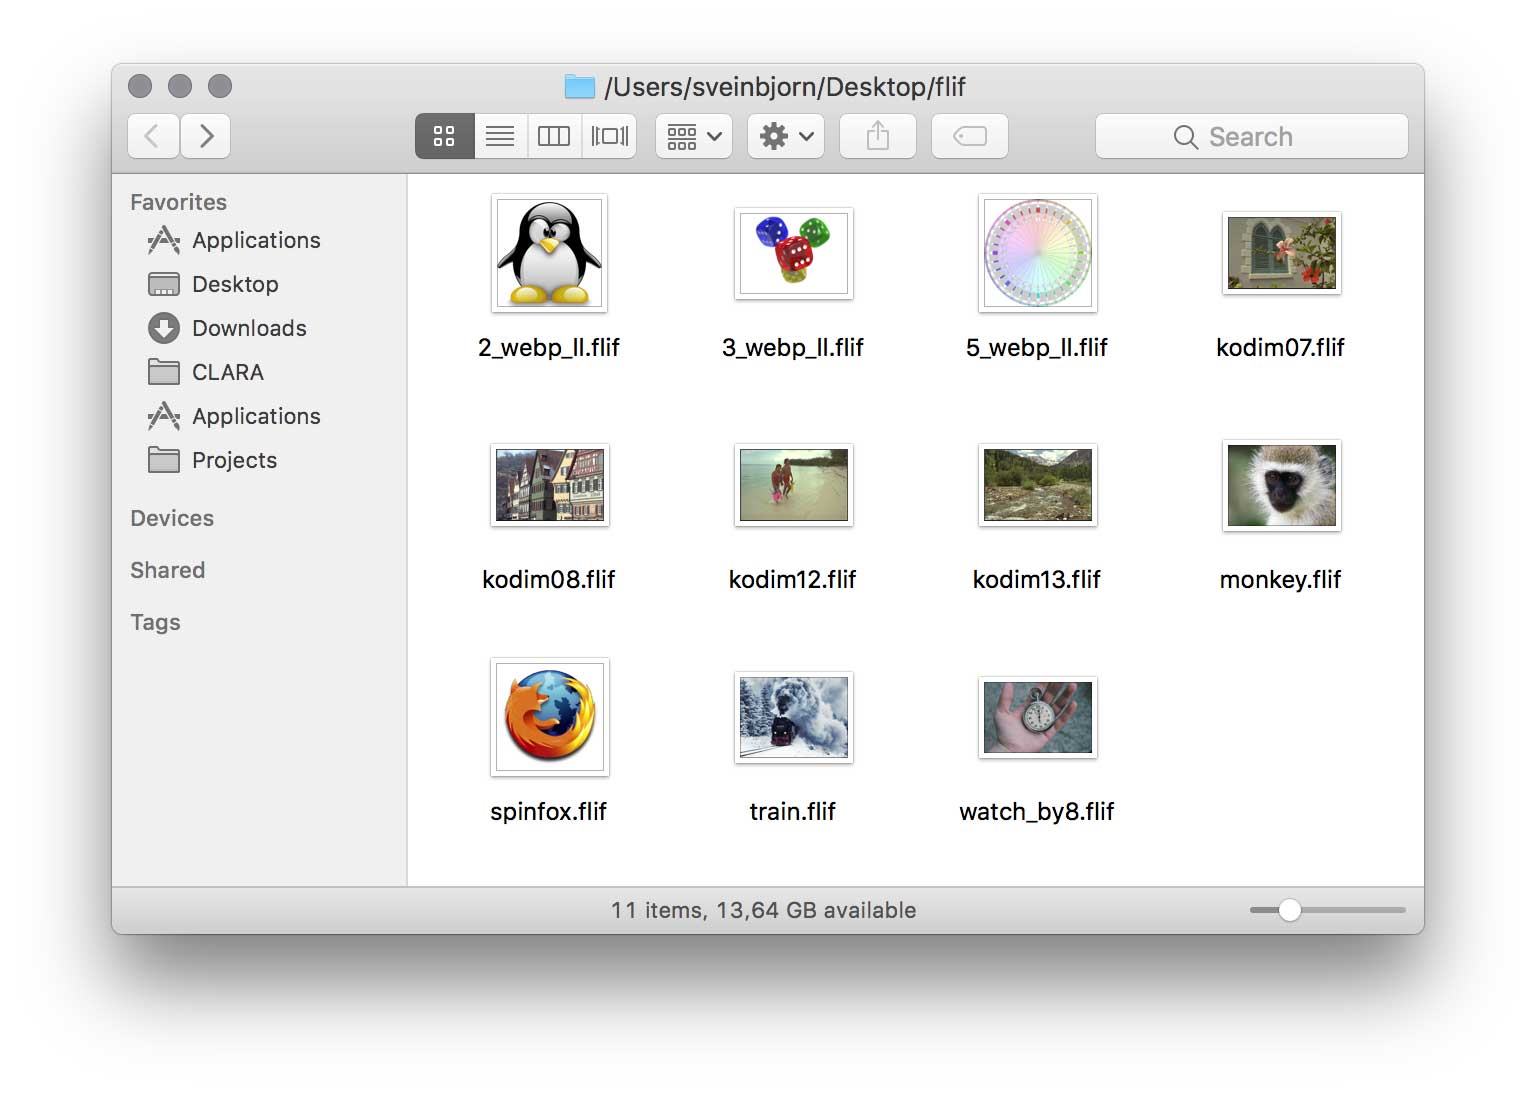 /Users/sveinbjorn/Desktop/flif
Search
Favorites
Applications
Desktop
Downloads
CLARA
Applications
Projects
Devices
Shared
Tags
2_webp_ll.flif
3_webp_ll.flif
5_webp_ll.flif
kodim07.flif
kodim08.flif
kodim12.flif
kodim13.flif
monkey.flif
spinfox.flif
train.flif
watch_by8.flif
11 items, 13,64 GB available